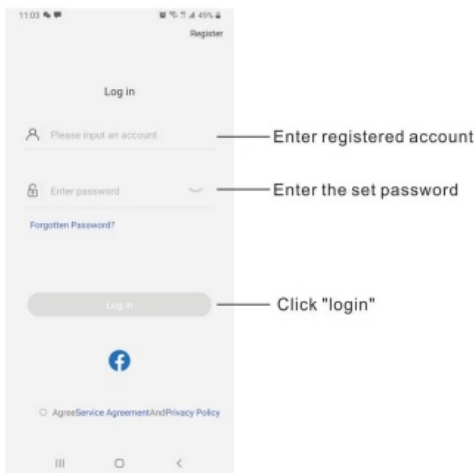 11:03 49%
Register
Log in
Please input an account
Enter registered account
Enter password
Enter the set password
Forgotten Password?
Log in
Click "login"
AgreeService AgreementAndPrivacy Policy